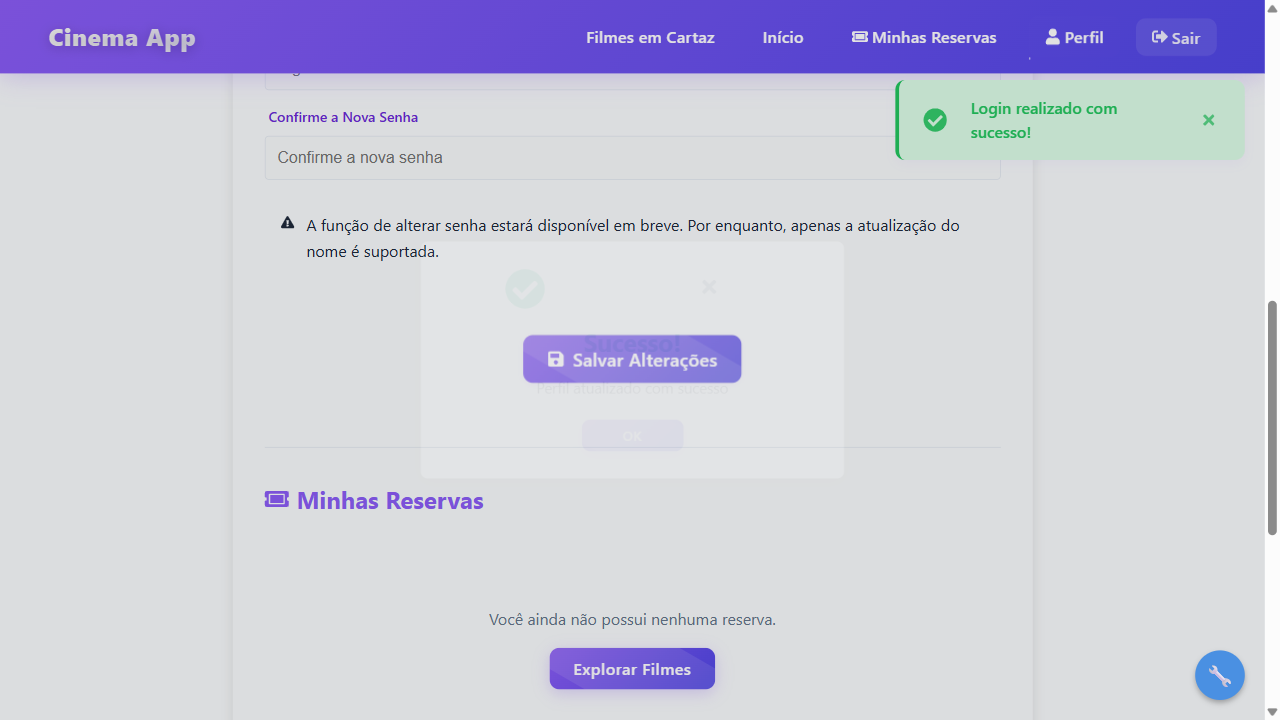 Cinema App
Filmes em Cartaz
Início
Minhas Reservas
Perfil
Sair
Login realizado com
sucesso!
Confirme a Nova Senha
Confirme a nova senha
A função de alterar senha estará disponível em breve. Por enquanto, apenas a atualização do
nome é suportada.
Sucesso!
Salvar Alterações
Perfil atualizado com sucesso
OK
Minhas Reservas
Você ainda não possui nenhuma reserva.
Explorar Filmes